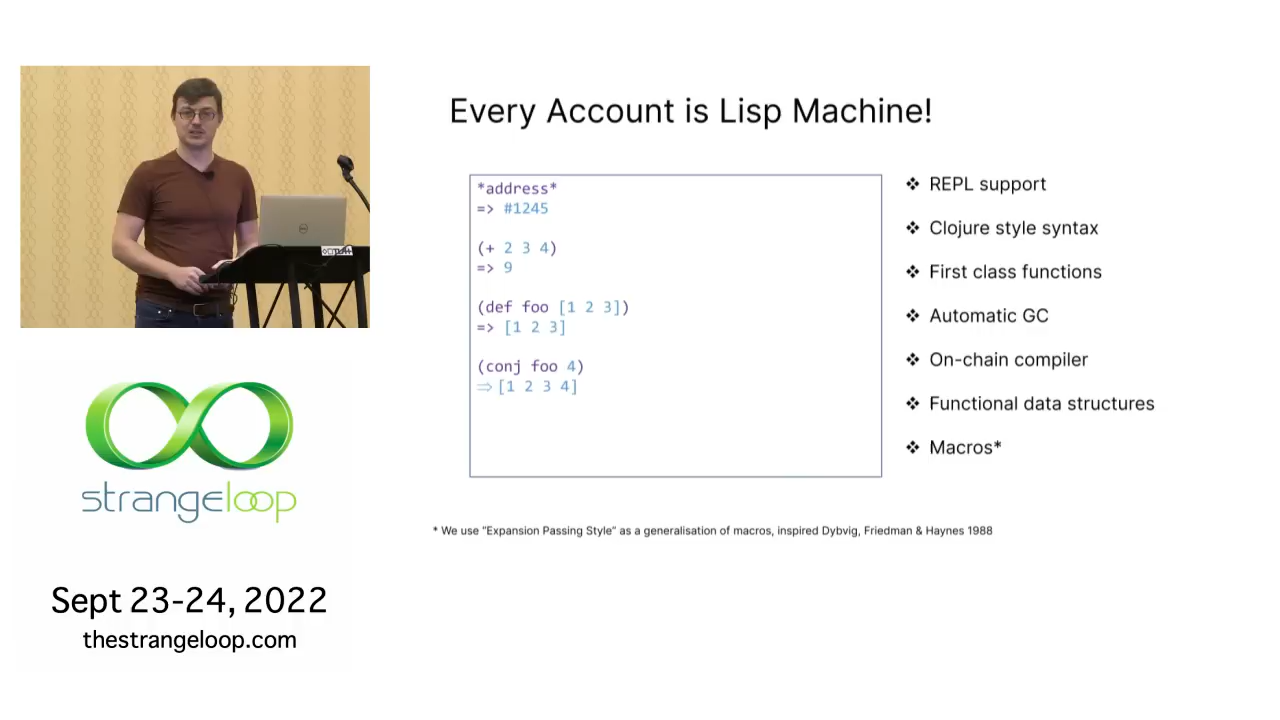 Every Account is Lisp Machine!
*address*
=> #1245
(+ 2 3 4)
=> 9
(def foo [1 2 3])
=> [1 2 3]
(conj foo 4)
⇒ [1 2 3 4]
❖ REPL support
❖ Clojure style syntax
❖ First class functions
❖ Automatic GC
❖ On-chain compiler
❖ Functional data structures
❖ Macros*
* We use “Expansion Passing Style” as a generalisation of macros, inspired Dybvig, Friedman & Haynes 1988
strangeloop
Sept 23-24, 2022
thestrangeloop.com